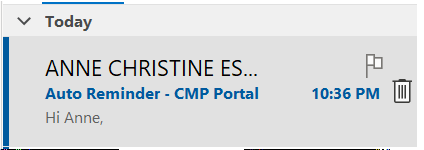 Today
ANNE CHRISTINE ES...
Auto Reminder - CMP Portal 10:36 PM
Hi Anne,